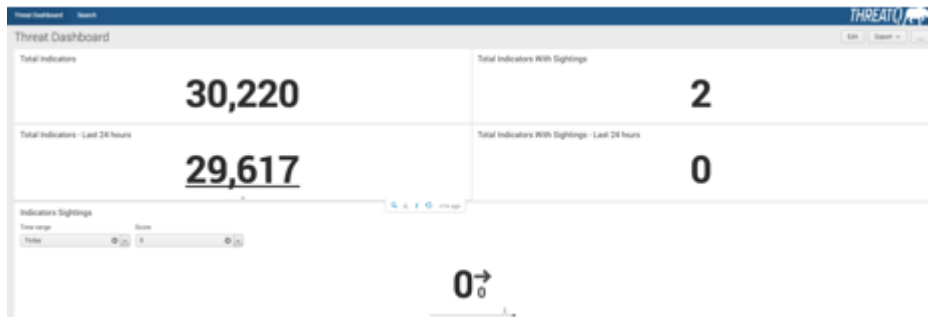 Threat Dashboard Search
THREATQ
Threat Dashboard
Edit Export ...
Total Indicators
30,220
Total Indicators With Sightings
2
Total Indicators - Last 24 hours
29,617
Total Indicators With Sightings - Last 24 hours
0
Indicators Sightings
Time range Score
Today
0
0